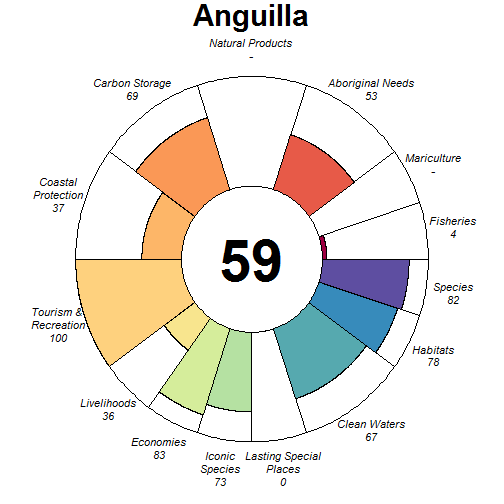 Anguilla
Natural Products
-
Aboriginal Needs
53
Mariculture
-
Fisheries
4
Species
82
Habitats
78
Clean Waters
67
Lasting Special
Places
0
Iconic
Species
73
Economies
83
Livelihoods
36
Tourism &
Recreation
100
Coastal
Protection
37
Carbon Storage
69
59